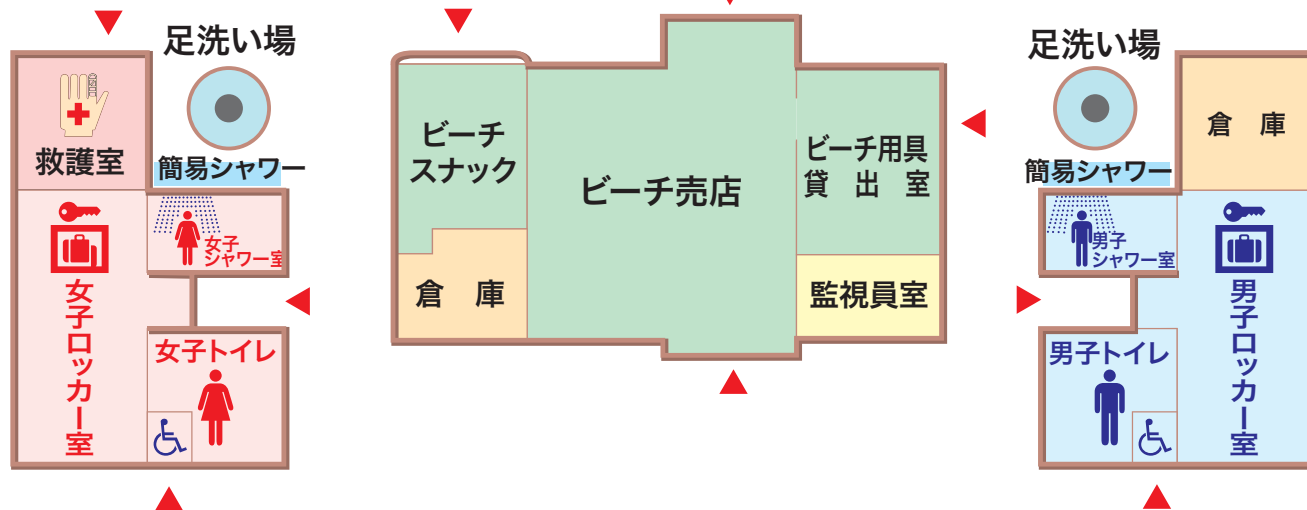 足洗い場
救護室
簡易シャワー
女子
シャワー室
女子ロッカー室
女子トイレ
ビーチ
スナック
倉庫
ビーチ売店
ビーチ用具
貸出室
監視員室
足洗い場
倉庫
簡易シャワー
男子
シャワー室
男子ロッカー室
男子トイレ